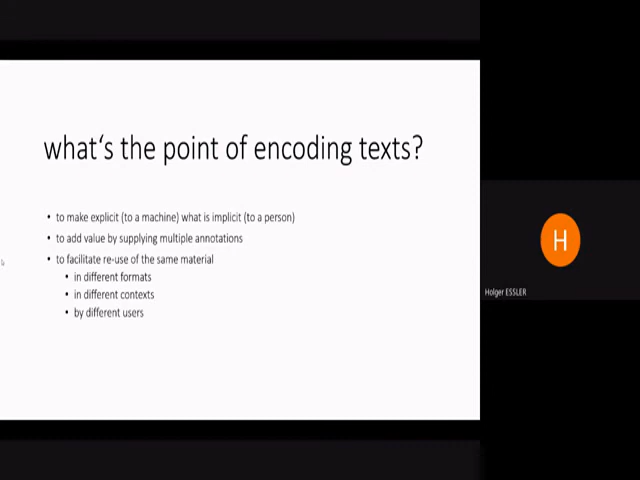 what‘s the point of encoding texts?
• to make explicit (to a machine) what is implicit (to a person)
• to add value by supplying multiple annotations
• to facilitate re-use of the same material
• in different formats
• in different contexts
• by different users
H
Holger ESSLER